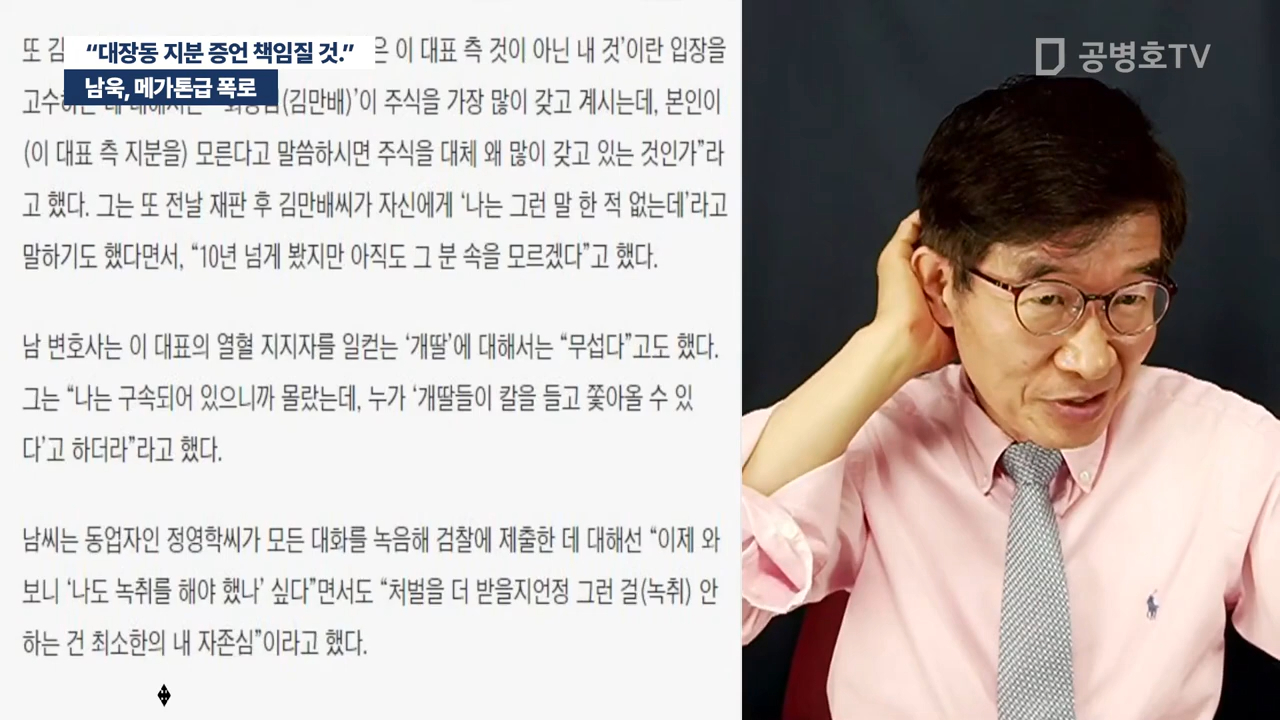 “대장동 지분 증언 책임질 것.”
남욱, 메가톤급 폭로
공병호TV
또 김 은 이 대표 측 것이 아닌 내 것’이란 입장을
고수하는 데 대해서는 (김만배)’이 주식을 가장 많이 갖고 계시는데, 본인이
(이 대표 측 지분을) 모른다고 말씀하시면 주식을 대체 왜 많이 갖고 있는 것인가”라
고 했다. 그는 또 전날 재판 후 김만배씨가 자신에게 ‘나는 그런 말 한 적 없는데’라고
말하기도 했다면서, “10년 넘게 봤지만 아직도 그 분 속을 모르겠다”고 했다.
남 변호사는 이 대표의 열혈 지지자를 일컫는 ‘개딸’에 대해서는 “무섭다”고도 했다.
그는 “나는 구속되어 있으니까 몰랐는데, 누가 ‘개딸들이 칼을 들고 쫓아올 수 있
다’고 하더라”라고 했다.
남씨는 동업자인 정영학씨가 모든 대화를 녹음해 검찰에 제출한 데 대해선 “이제 와
보니 ‘나도 녹취를 해야 했나’ 싶다”면서도 “처벌을 더 받을지언정 그런 걸(녹취) 안
하는 건 최소한의 내 자존심”이라고 했다.